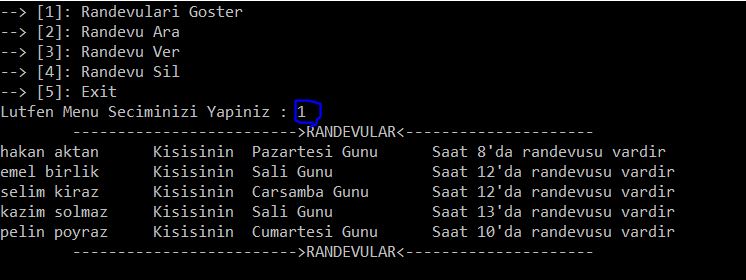 --> [1]: Randevulari Goster
--> [2]: Randevu Ara
--> [3]: Randevu Ver
--> [4]: Randevu Sil
--> [5]: Exit
Lutfen Menu Seciminizi Yapiniz : 1
------------------------->RANDEVULAR<---------------------
hakan aktan Kisisinin Pazartesi Gunu Saat 8'da randevusu vardir
emel birlik Kisisinin Sali Gunu Saat 12'da randevusu vardir
selim kiraz Kisisinin Carsamba Gunu Saat 12'da randevusu vardir
kazim solmaz Kisisinin Sali Gunu Saat 13'da randevusu vardir
pelin poyraz Kisisinin Cumartesi Gunu Saat 10'da randevusu vardir
------------------------->RANDEVULAR<---------------------